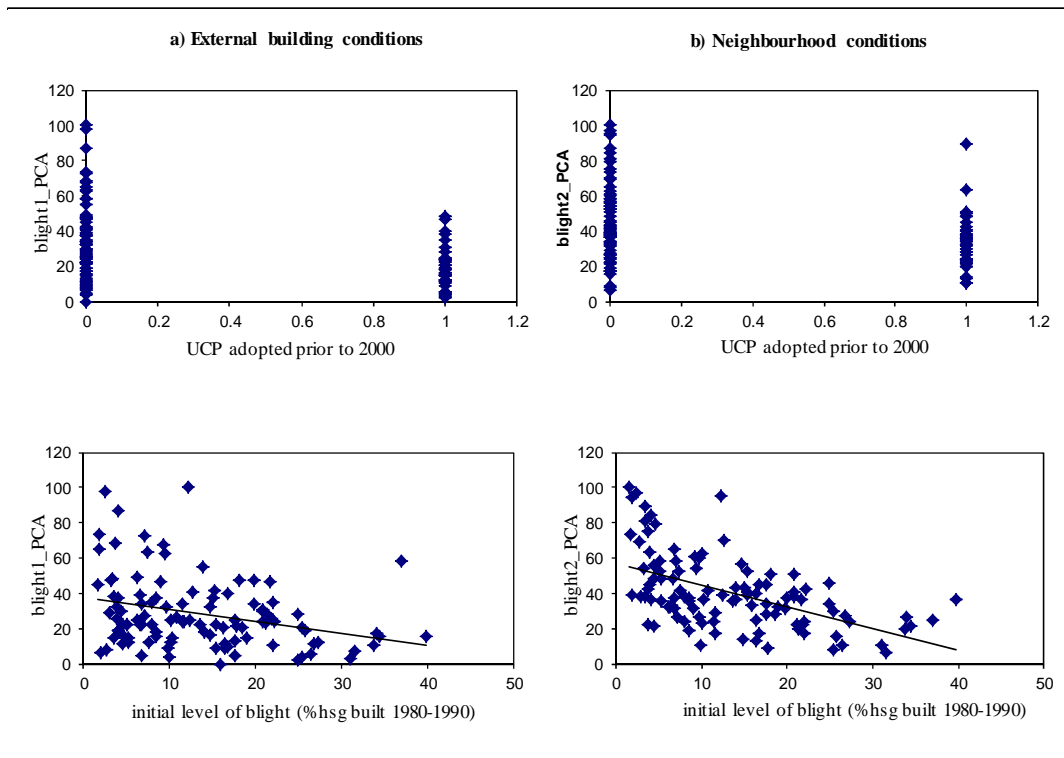 a) External building conditions
b) Neighbourhood conditions
120
100
80
60
40
20
0
blight1_PCA
0 0.2 0.4 0.6 0.8 1 1.2
UCP adopted prior to 2000
120
100
80
60
40
20
0
blight2_PCA
0 0.2 0.4 0.6 0.8 1 1.2
UCP adopted prior to 2000
120
100
80
60
40
20
0
blight1_PCA
0 10 20 30 40 50
initial level of blight (%hsg built 1980-1990)
120
100
80
60
40
20
0
blight2_PCA
0 10 20 30 40 50
initial level of blight (%hsg built 1980-1990)